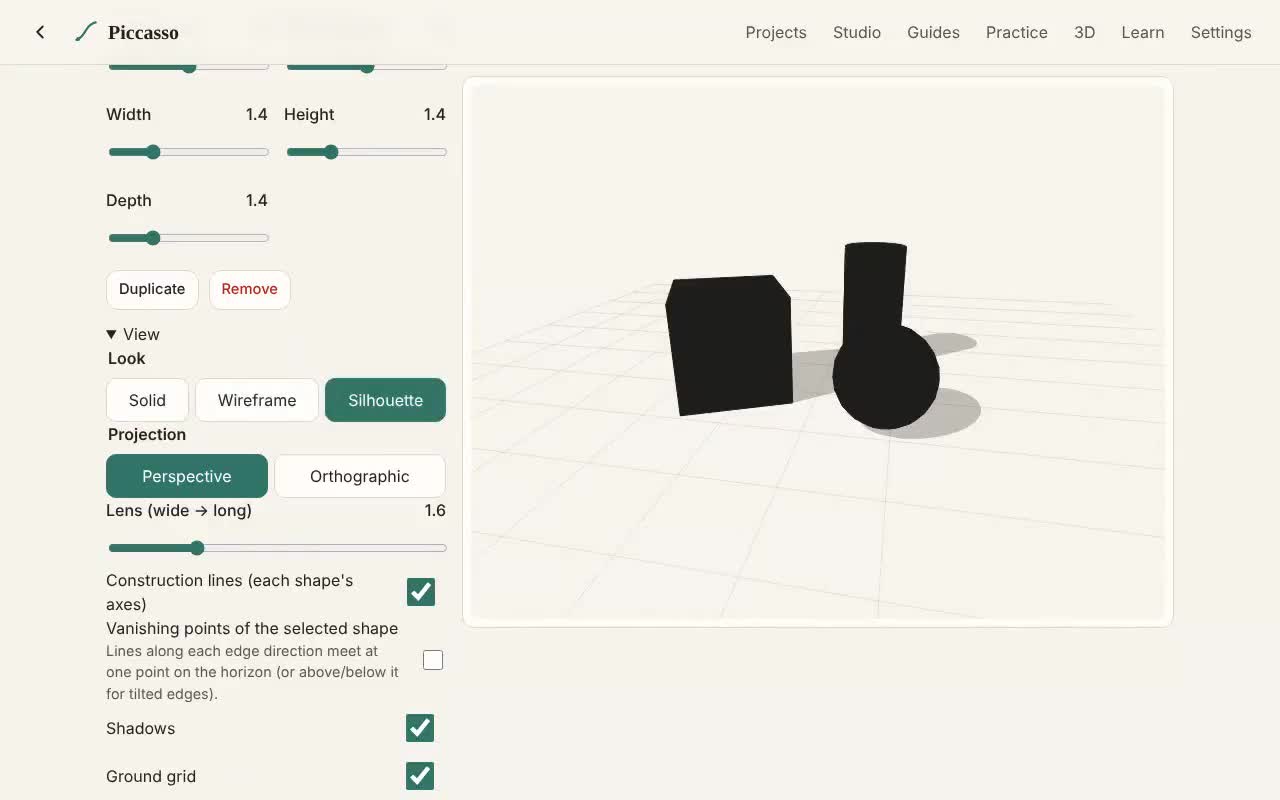 Piccasso
Projects
Studio
Guides
Practice
3D
Learn
Settings
Width 1.4
Height 1.4
Depth 1.4
Duplicate
Remove
▼ View
Look
Solid
Wireframe
Silhouette
Projection
Perspective
Orthographic
Lens (wide → long) 1.6
Construction lines (each shape's
axes)
Vanishing points of the selected shape
Lines along each edge direction meet at
one point on the horizon (or above/below it
for tilted edges).
Shadows
Ground grid